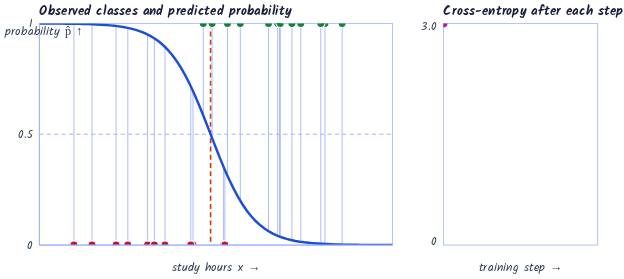 Observed classes and predicted probability
1
probability p̂ ↑
0.5
0
study hours x →
Cross-entropy after each step
3.0
0
training step →